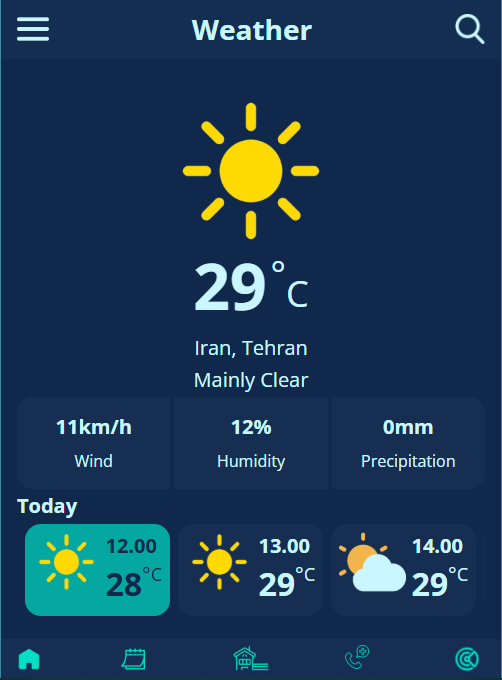 Weather
29°C
Iran, Tehran
Mainly Clear
11km/h 12% 0mm
Wind Humidity Precipitation
Today
12.00 13.00 14.00
28°C 29°C 29°C